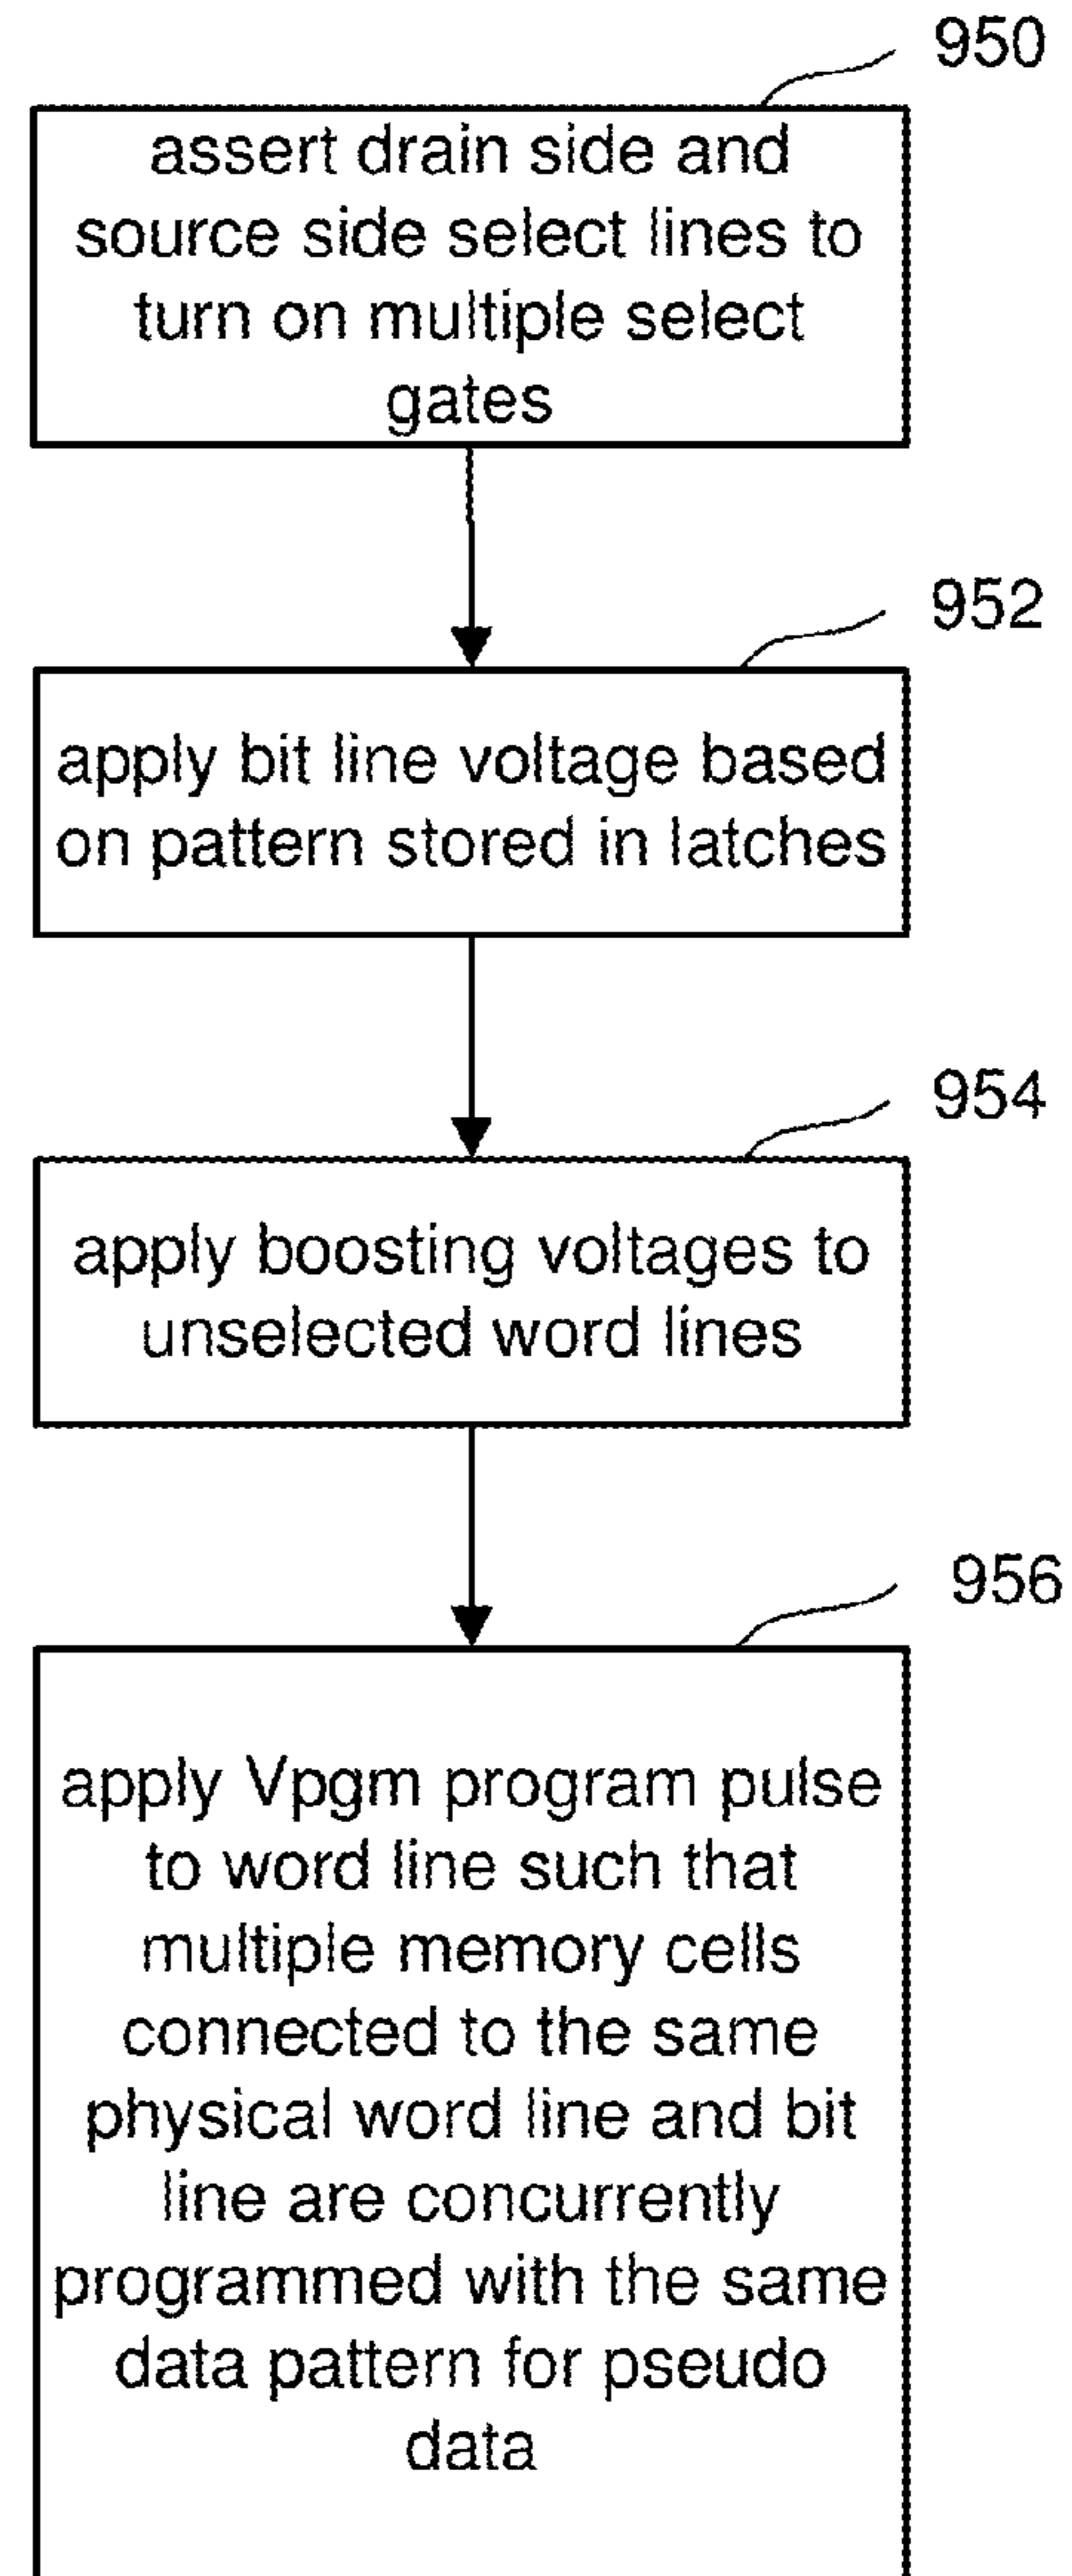 950
assert drain side and
source side select lines to
turn on multiple select
gates
952
apply bit line voltage based
on pattern stored in latches
954
apply boosting voltages to
unselected word lines
956
apply Vpgm program pulse
to word line such that
multiple memory cells
connected to the same
physical word line and bit
line are concurrently
programmed with the same
data pattern for pseudo
data